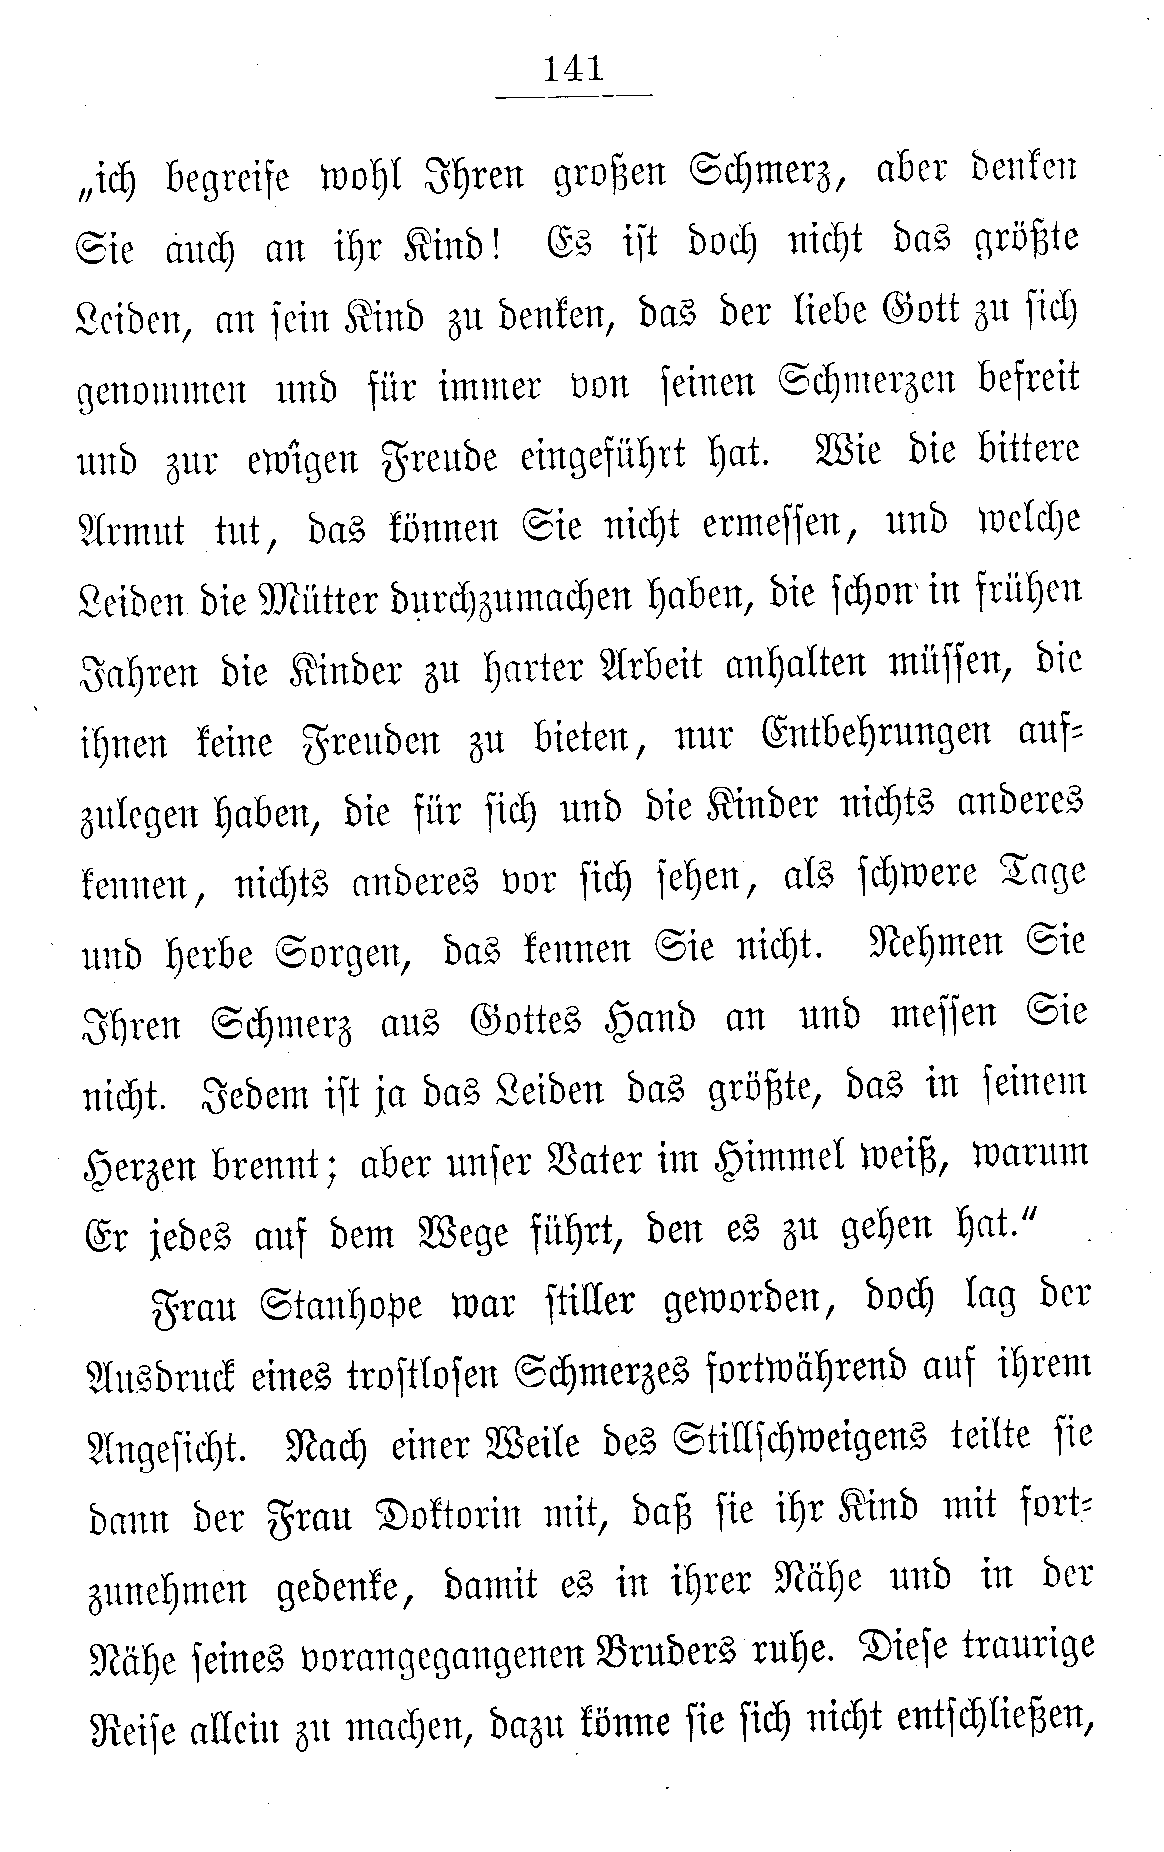 141
„ich begreife wohl Ihren großen Schmerz, aber denken
Sie auch an ihr Kind! Es ist doch nicht das größte
Leiden, an sein Kind zu denken, das der liebe Gott zu sich
genommen und für immer von seinen Schmerzen befreit
und zur ewigen Freude eingeführt hat. Wie die bittere
Armut tut, das können Sie nicht ermessen, und welche
Leiden die Mütter durchzumachen haben, die schon in frühen
Jahren die Kinder zu harter Arbeit anhalten müssen, die
ihnen keine Freuden zu bieten, nur Entbehrungen auf-
zulegen haben, die für sich und die Kinder nichts anderes
kennen, nichts anderes vor sich sehen, als schwere Tage
und herbe Sorgen, das kennen Sie nicht. Nehmen Sie
Ihren Schmerz aus Gottes Hand an und messen Sie
nicht. Jedem ist ja das Leiden das größte, das in seinem
Herzen brennt; aber unser Vater im Himmel weiß, warum
Er jedes auf dem Wege führt, den es zu gehen hat.“
Frau Stanhope war stiller geworden, doch lag der
Ausdruck eines trostlosen Schmerzes fortwährend auf ihrem
Angesicht. Nach einer Weile des Stillschweigens teilte sie
dann der Frau Doktorin mit, daß sie ihr Kind mit fort-
zunehmen gedenke, damit es in ihrer Nähe und in der
Nähe seines vorangegangenen Bruders ruhe. Diese traurige
Reise allein zu machen, dazu könne sie sich nicht entschließen,